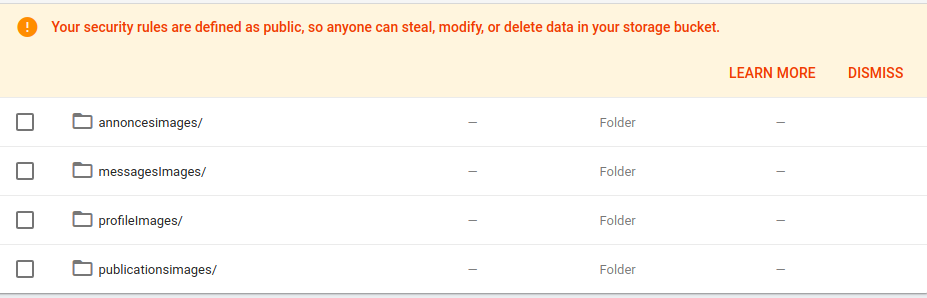 Your security rules are defined as public, so anyone can steal, modify, or delete data in your storage bucket.
LEARN MORE DISMISS
annoncesimages/ — Folder —
messagesImages/ — Folder —
profileImages/ — Folder —
publicationsimages/ — Folder —